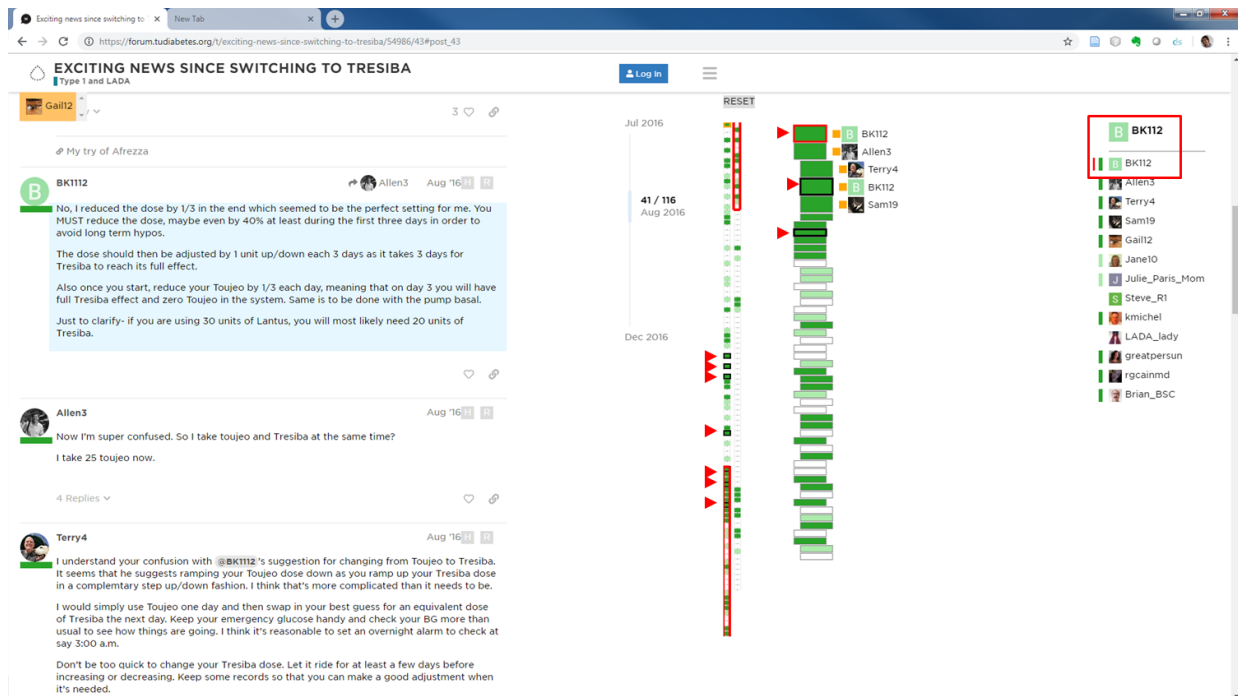 Exciting news since switching to
New Tab
https://forum.tudiabetes.org/t/exciting-news-since-switching-to-tresiba/54986/43#post_43
EXCITING NEWS SINCE SWITCHING TO TRESIBA
Type 1 and LADA
Log In
Gail12
3
My try of Afrezza
BK1112
Allen3 Aug '16 H R
No, I reduced the dose by 1/3 in the end which seemed to be the perfect setting for me. You
MUST reduce the dose, maybe even by 40% at least during the first three days in order to
avoid long term hypos.
The dose should then be adjusted by 1 unit up/down each 3 days as it takes 3 days for
Tresiba to reach its full effect.
Also once you start, reduce your Toujeo by 1/3 each day, meaning that on day 3 you will have
full Tresiba effect and zero Toujeo in the system. Same is to be done with the pump basal.
Just to clarify- if you are using 30 units of Lantus, you will most likely need 20 units of
Tresiba.
Allen3
Aug '16 H R
Now I'm super confused. So I take toujeo and Tresiba at the same time?
I take 25 toujeo now.
4 Replies
Terry4
Aug '16 H R
I understand your confusion with @BK1112 's suggestion for changing from Toujeo to Tresiba.
It seems that he suggests ramping your Toujeo dose down as you ramp up your Tresiba dose
in a complemtary step up/down fashion. I think that's more complicated than it needs to be.
I would simply use Toujeo one day and then swap in your best guess for an equivalent dose
of Tresiba the next day. Keep your emergency glucose handy and check your BG more than
usual to see how things are going. I think it's reasonable to set an overnight alarm to check at
say 3:00 a.m.
Don't be too quick to change your Tresiba dose. Let it ride for at least a few days before
increasing or decreasing. Keep some records so that you can make a good adjustment when
it's needed.
Jul 2016
41 / 116
Aug 2016
Dec 2016
RESET
B BK112
Allen3
Terry4
B BK112
Sam19
B BK112
B BK112
Allen3
Terry4
Sam19
Gail12
Jane10
J Julie_Paris_Mom
S Steve_R1
kmichel
LADA_lady
greatpersun
rgcainmd
Brian_BSC